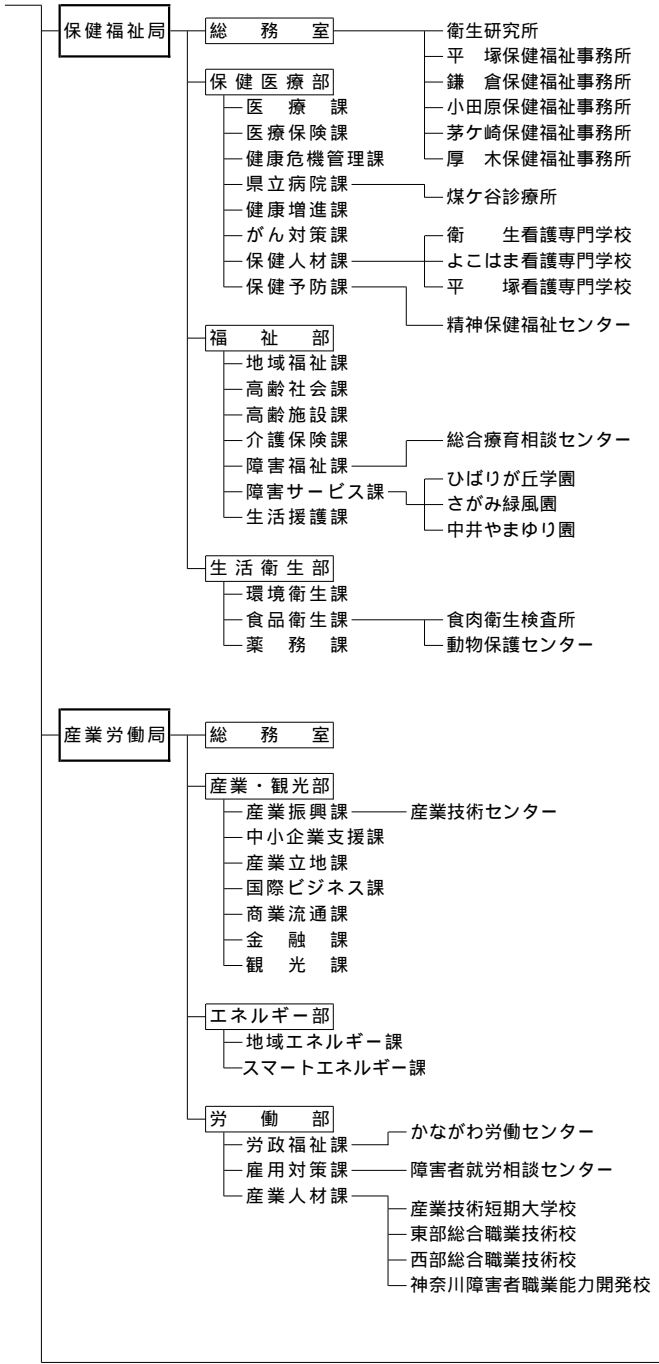 保健福祉局 総務室 衛生研究所
平塚保健福祉事務所
保健医療部 鎌倉保健福祉事務所
医療課 小田原保健福祉事務所
医療保険課 茅ケ崎保健福祉事務所
健康危機管理課 厚木保健福祉事務所
県立病院課 煤ケ谷診療所
健康増進課
がん対策課 衛生看護専門学校
保健人材課 よこはま看護専門学校
保健予防課 平塚看護専門学校
精神保健福祉センター
福祉部
地域福祉課
高齢社会課
高齢施設課
介護保険課
障害福祉課 総合療育相談センター
障害サービス課 ひばりが丘学園
さがみ緑風園
生活援護課 中井やまゆり園
生活衛生部
環境衛生課
食品衛生課 食肉衛生検査所
薬務課 動物保護センター
産業労働局 総務室
産業・観光部
産業振興課 産業技術センター
中小企業支援課
産業立地課
国際ビジネス課
商業流通課
金融課
観光課
エネルギー部
地域エネルギー課
スマートエネルギー課
労働部
労政福祉課 かながわ労働センター
雇用対策課 障害者就労相談センター
産業人材課 産業技術短期大学校
東部総合職業技術校
西部総合職業技術校
神奈川障害者職業能力開発校